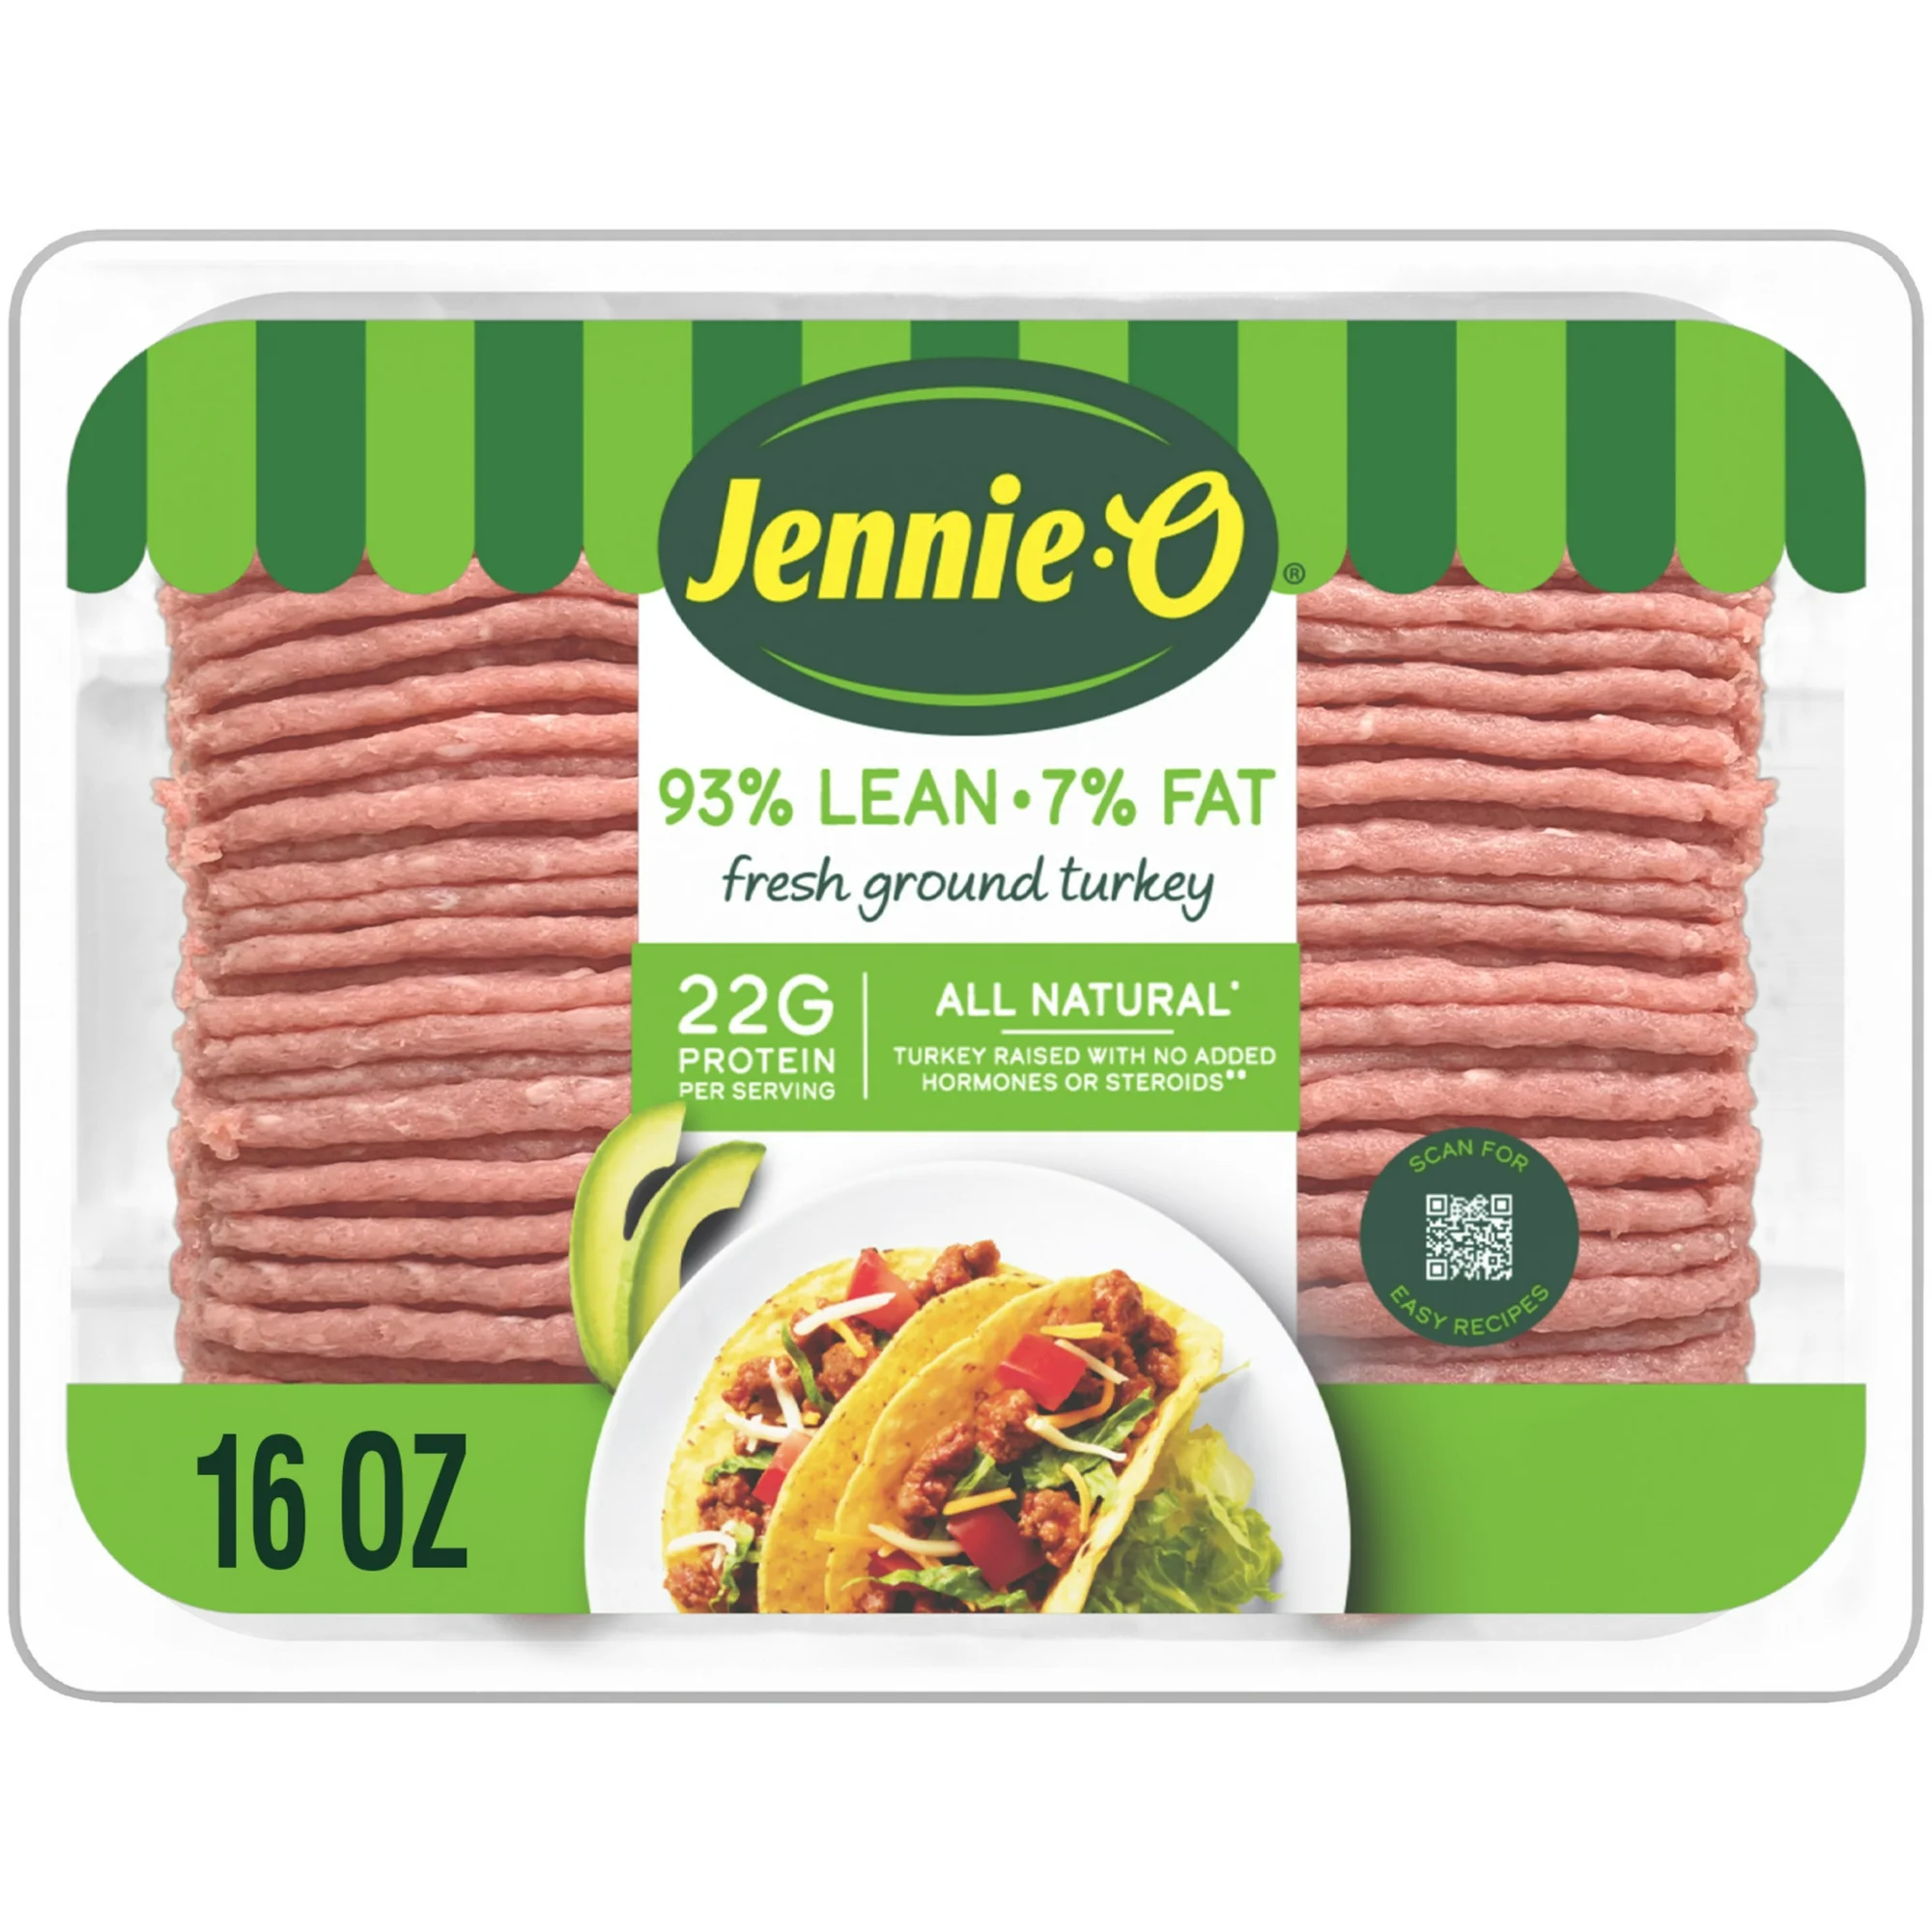 Jennie-O®
93% LEAN • 7% FAT
fresh ground turkey
22G
PROTEIN
PER SERVING
ALL NATURAL*
TURKEY RAISED WITH NO ADDED
HORMONES OR STEROIDS**
SCAN FOR
EASY RECIPES
16 OZ